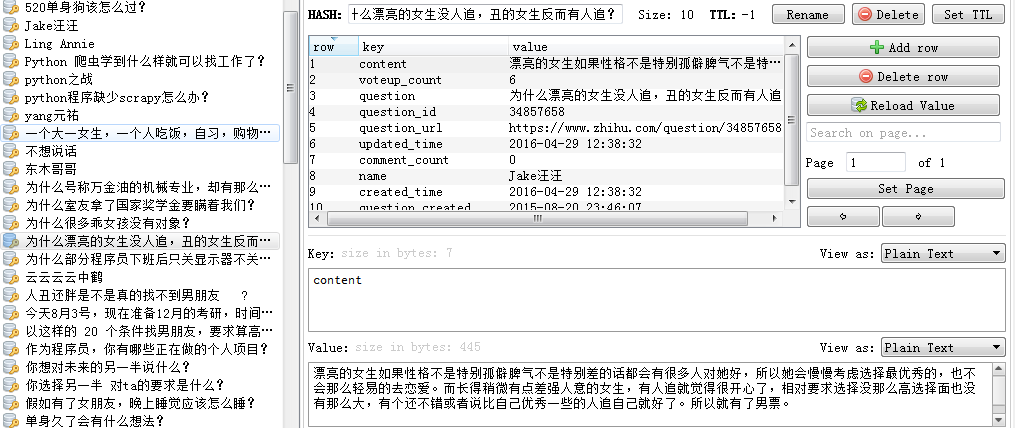 520单身狗该怎么过?
Jake汪汪
Ling Annie
Python 爬虫学到什么样就可以找工作了?
python之战
python程序缺少scrapy怎么办?
yang元祐
一个大一女生，一个人吃饭，自习，购物…
不想说话
东木哥哥
为什么号称万金油的机械专业，却有那么…
为什么室友拿了国家奖学金要瞒着我们?
为什么很多乖女孩没有对象?
为什么漂亮的女生没人追，丑的女生反而…
为什么部分程序员下班后只关显示器不关…
云云云云中鹤
人丑还胖是不是真的找不到男朋友 ?
今天8月3号，现在准备12月的考研，时间…
以这样的 20 个条件找男朋友，要求算高…
作为程序员，你有哪些正在做的个人项目?
你想对未来的另一半说什么?
你选择另一半 对ta的要求是什么?
假如有了女朋友，晚上睡觉应该怎么睡?
单身久了会有什么想法?
HASH: 什么漂亮的女生没人追，丑的女生反而有人追? Size: 10 TTL: -1 Rename Delete Set TTL
row key value
1 content 漂亮的女生如果性格不是特别孤僻脾气不是特…
2 voteup_count 6
3 question 为什么漂亮的女生没人追，丑的女生反而有人追
4 question_id 34857658
5 question_url https://www.zhihu.com/question/34857658
6 updated_time 2016-04-29 12:38:32
7 comment_count 0
8 name Jake汪汪
9 created_time 2016-04-29 12:38:32
10 question_created 2015-08-20 23:46:07
Add row
Delete row
Reload Value
Search on page...
Page 1 of 1
Set Page
Key: size in bytes: 7 View as: Plain Text
content
Value: size in bytes: 445 View as: Plain Text
漂亮的女生如果性格不是特别孤僻脾气不是特别差的话都会有很多人对她好，所以她会慢慢考虑选择最优秀的，也不
会那么轻易的去恋爱。而长得稍微有点差强人意的女生，有人追就觉得很开心了，相对要求选择没那么高选择面也没
有那么大，有个还不错或者说比自己优秀一些的人追自己就好了。所以就有了男票。